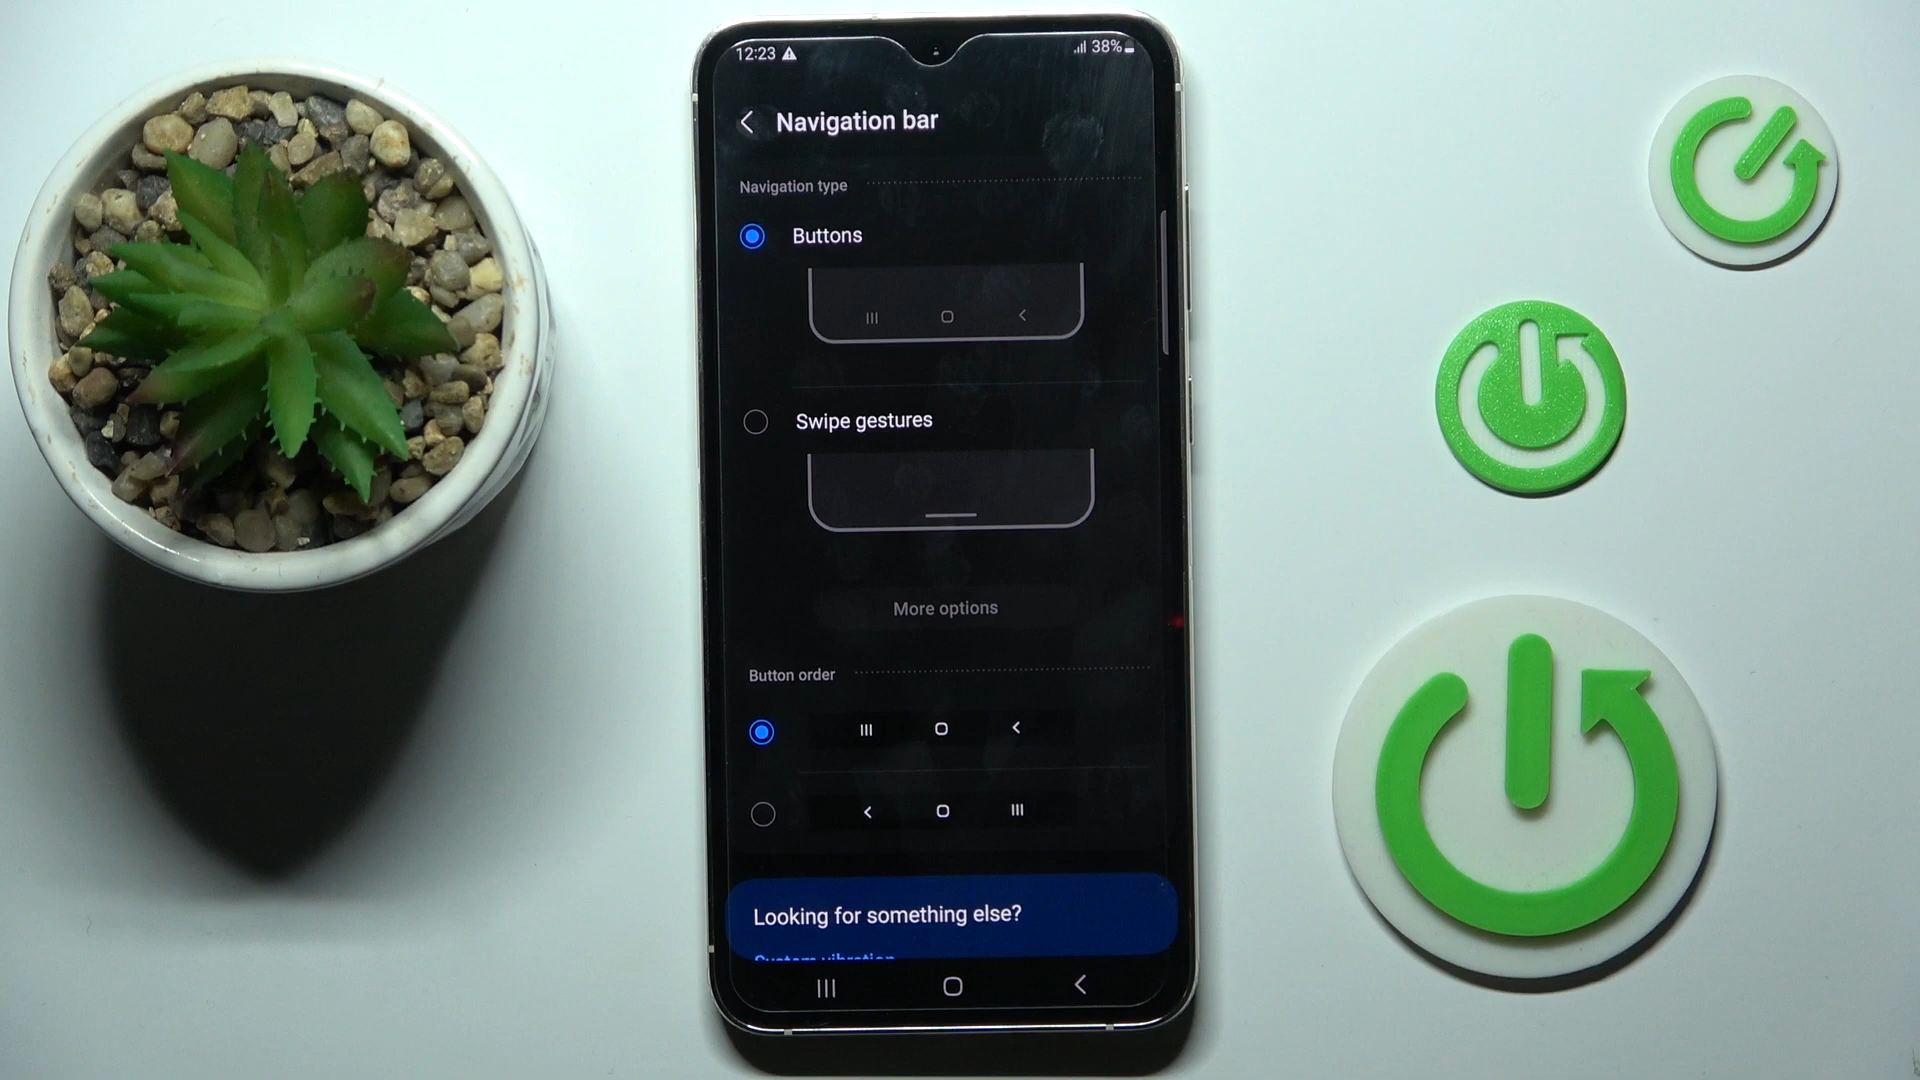 12:23
38%
Navigation bar
Navigation type
Buttons
Swipe gestures
More options
Button order
Looking for something else?
System vibration